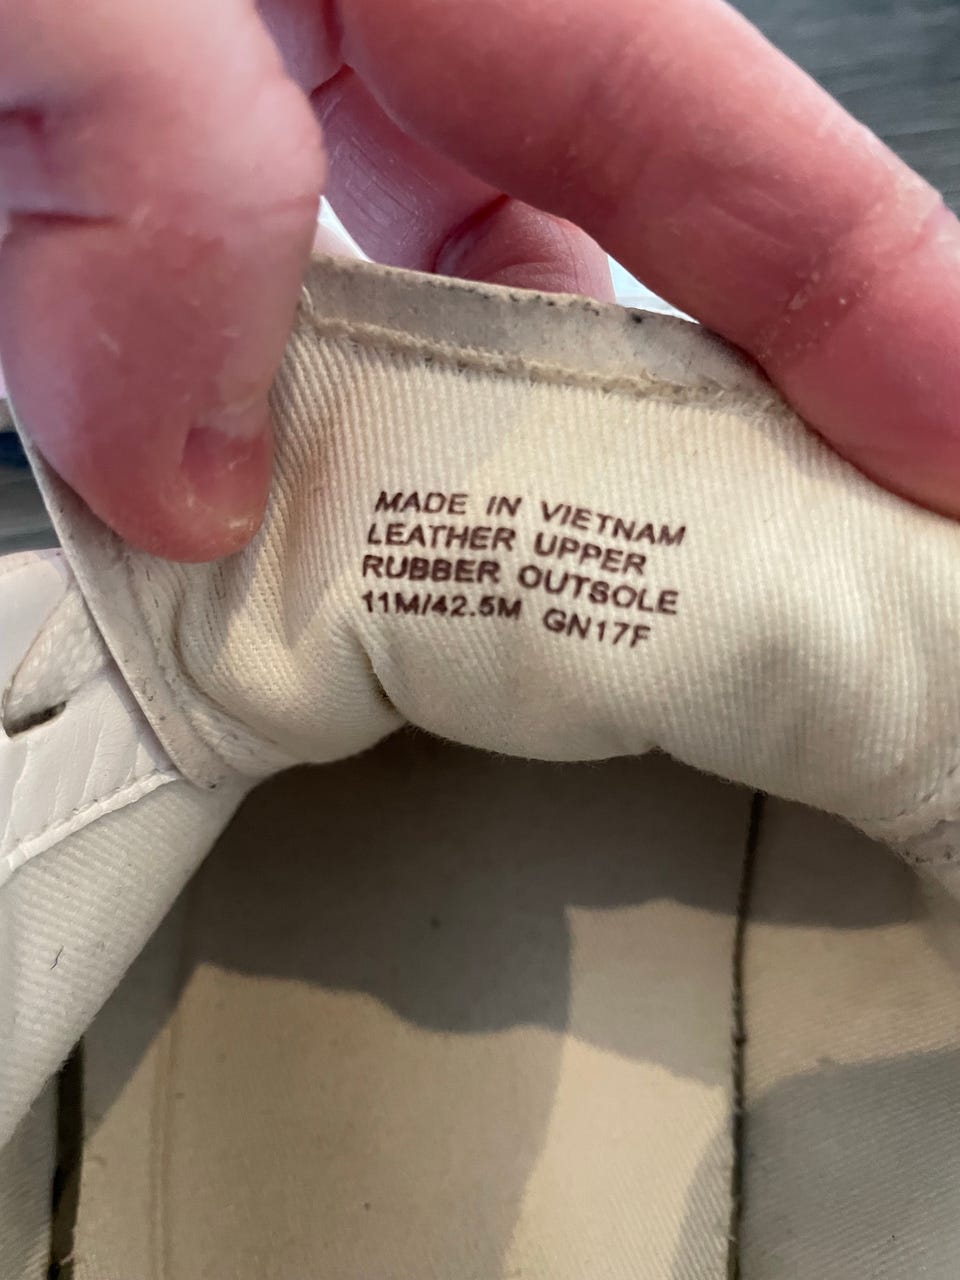 MADE IN VIETNAM
LEATHER UPPER
RUBBER OUTSOLE
11M/42.5M GN17F